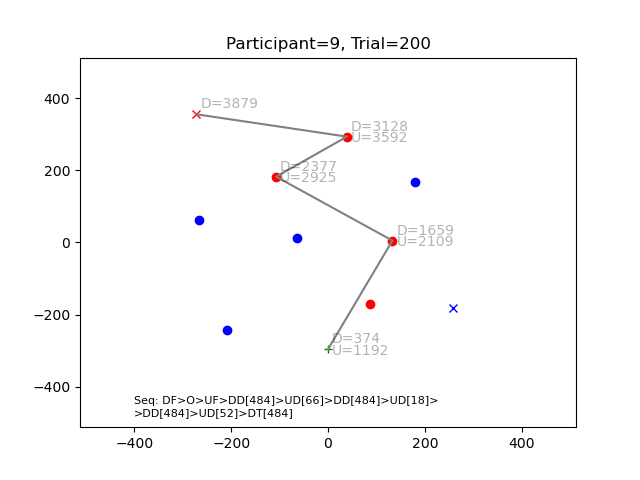 Participant=9, Trial=200
D=3879
D=3128
U=3592
D=2377
U=2925
D=1659
U=2109
D=374
U=1192
Seq: DF>O>UF>DD[484]>UD[66]>DD[484]>UD[18]>
>DD[484]>UD[52]>DT[484]
400
200
0
−200
−400
−400
−200
0
200
400